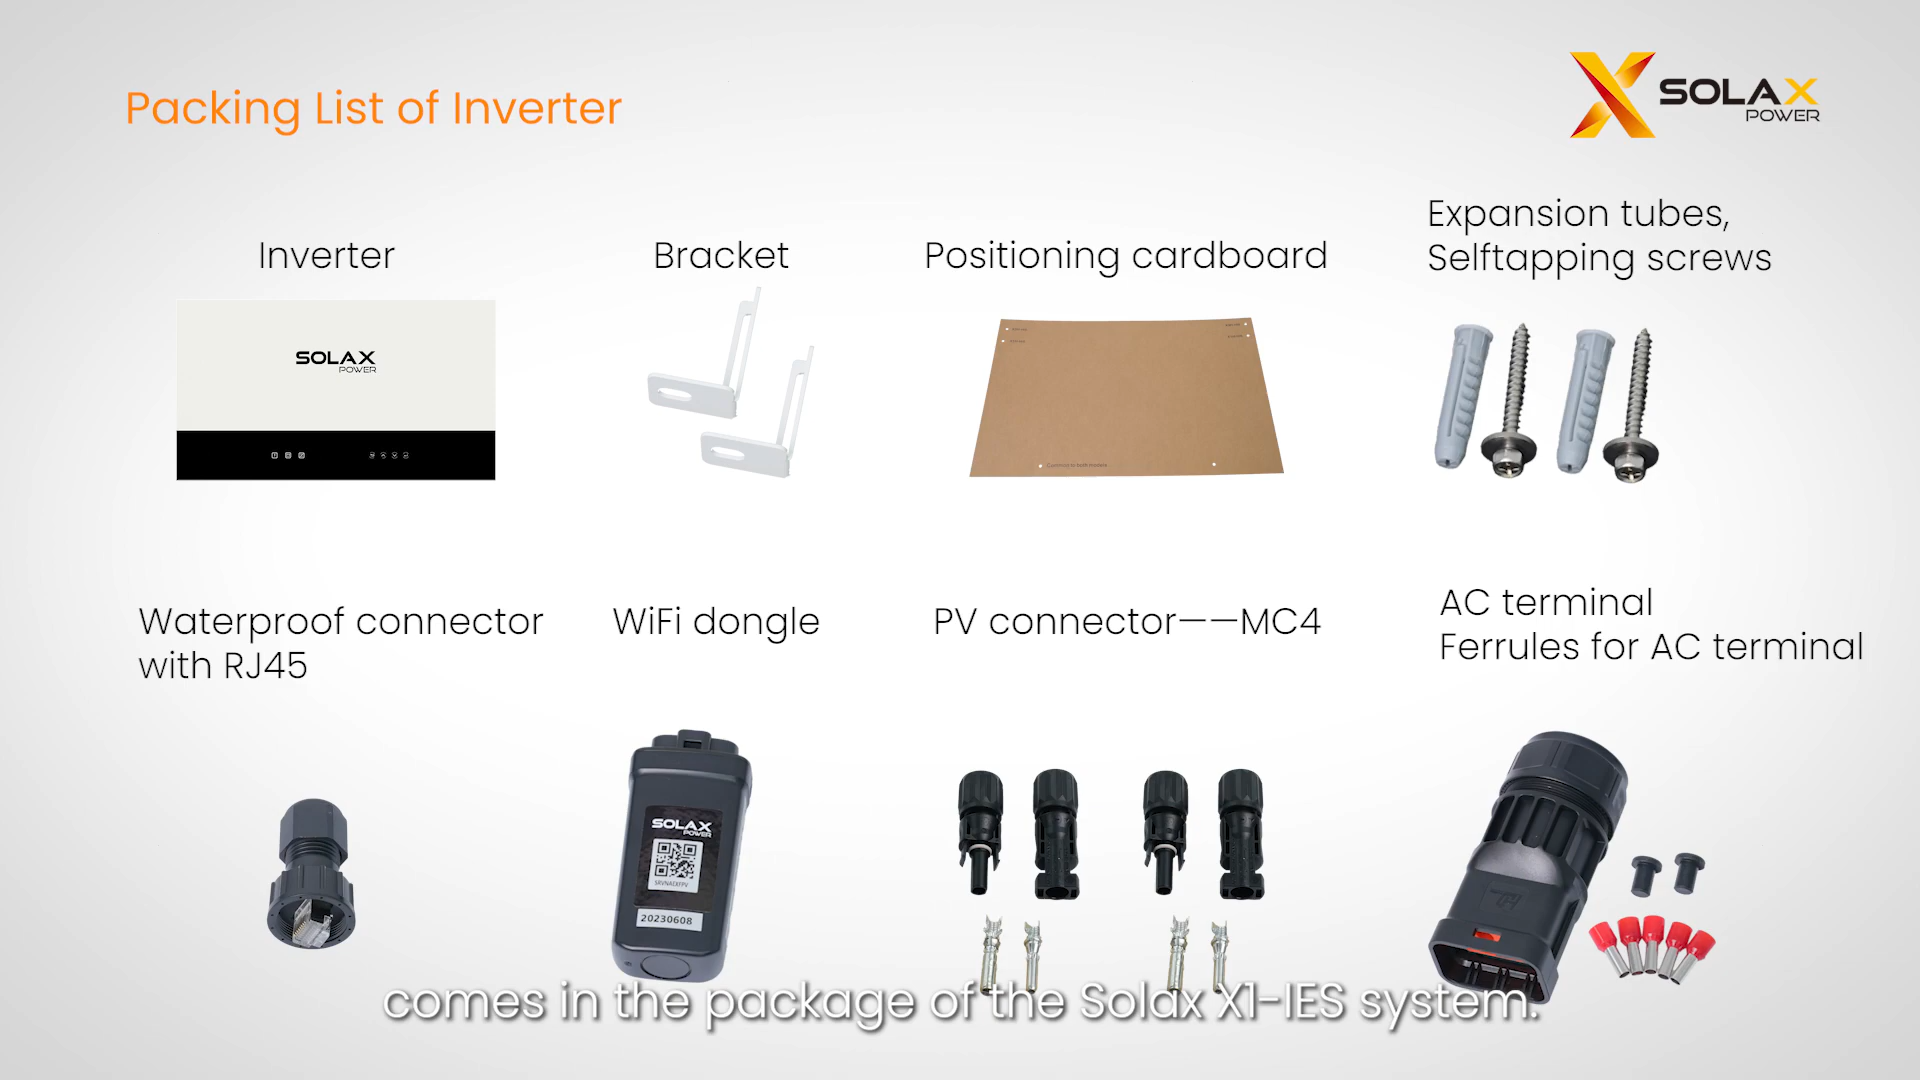 Packing List of Inverter
SOLAX
POWER
Inverter
Bracket
Positioning cardboard
Expansion tubes,
Selftapping screws
SOLAX
POWER
Waterproof connector
with RJ45
WiFi dongle
PV connector——MC4
AC terminal
Ferrules for AC terminal
SOLAX
POWER
20230608
comes in the package of the Solax X1-IES system.